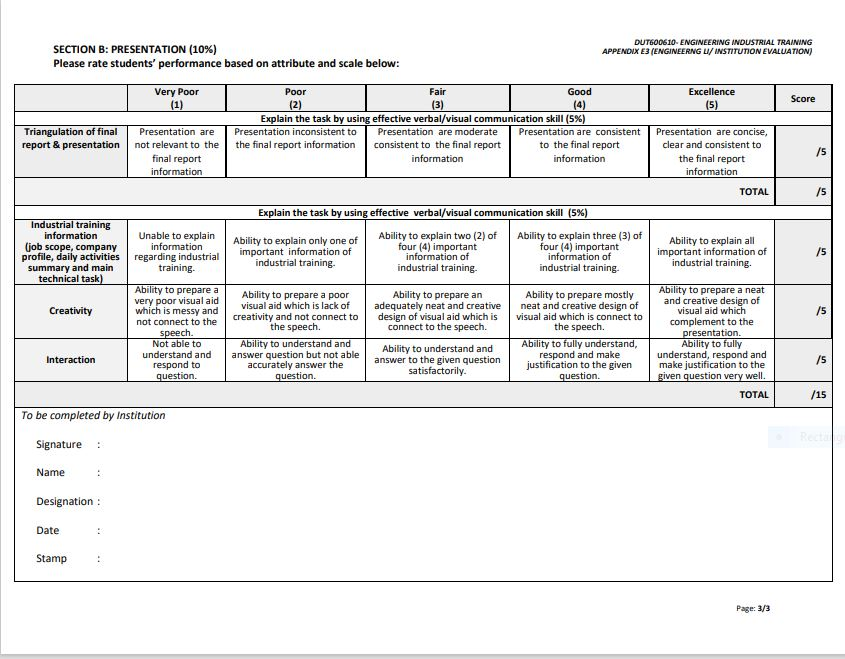 DUT600610- ENGINEERING INDUSTRIAL TRAINING
APPENDIX E3 (ENGINEERNG LI/ INSTITUTION EVALUATION)
SECTION B: PRESENTATION (10%)
Please rate students' performance based on attribute and scale below:
Very Poor
(1)
Poor
(2)
Fair
(3)
Good
(4)
Excellence
(5)
Score
Explain the task by using effective verbal/visual communication skill (5%)
Triangulation of final
report & presentation
Presentation are
not relevant to the
final report
information
Presentation inconsistent to
the final report information
Presentation are moderate
consistent to the final report
information
Presentation are consistent
to the final report
information
Presentation are concise,
clear and consistent to
the final report
information
/5
TOTAL
/5
Explain the task by using effective verbal/visual communication skill (5%)
Industrial training
information
(job scope, company
profile, daily activities
summary and main
technical task)
Unable to explain
information
regarding industrial
training.
Ability to explain only one of
important information of
industrial training.
Ability to explain two (2) of
four (4) important
information of
industrial training.
Ability to explain three (3) of
four (4) important
information of
industrial training.
Ability to explain all
important information of
industrial training.
/5
Creativity
Ability to prepare a
very poor visual aid
which is messy and
not connect to the
speech.
Ability to prepare a poor
visual aid which is lack of
creativity and not connect to
the speech.
Ability to prepare an
adequately neat and creative
design of visual aid which is
connect to the speech.
Ability to prepare mostly
neat and creative design of
visual aid which is connect to
the speech.
Ability to prepare a neat
and creative design of
visual aid which
complement to the
presentation.
/5
Interaction
Not able to
understand and
respond to
question.
Ability to understand and
answer question but not able
accurately answer the
question.
Ability to understand and
answer to the given question
satisfactorily.
Ability to fully understand,
respond and make
justification to the given
question.
Ability to fully
understand, respond and
make justification to the
given question very well.
/5
TOTAL
/15
To be completed by Institution
Signature :
Name :
Designation :
Date :
Stamp :
Page: 3/3